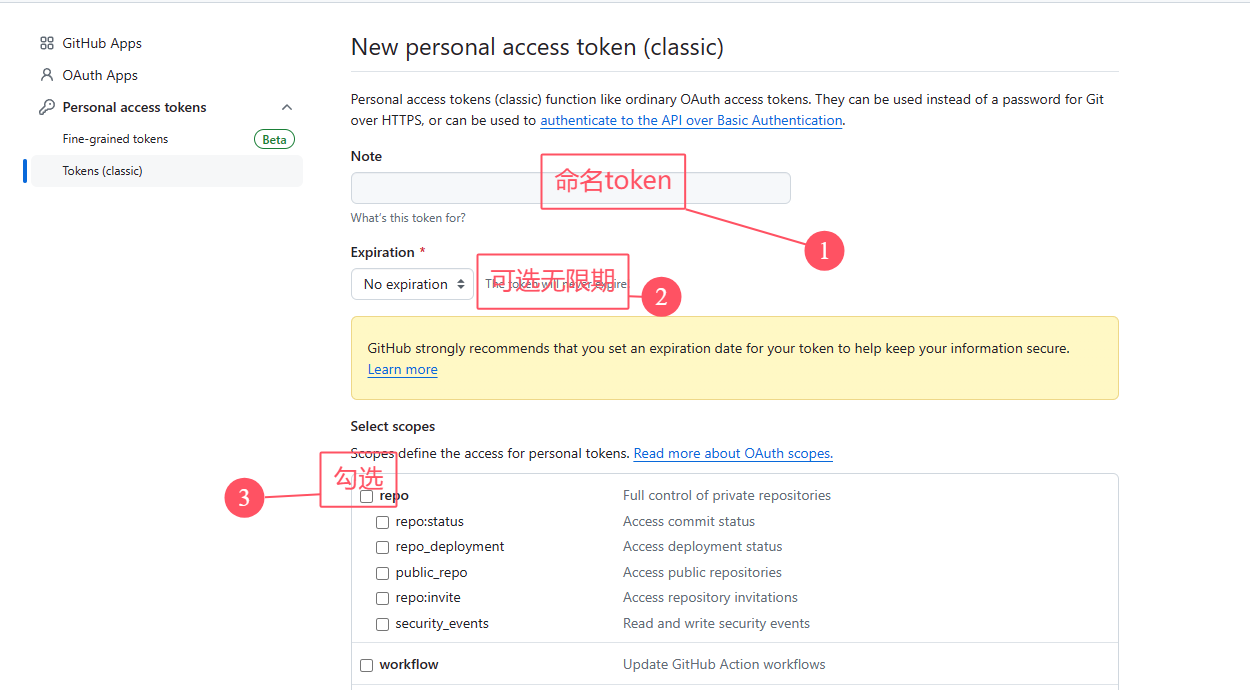 GitHub Apps
OAuth Apps
Personal access tokens
Fine-grained tokens Beta
Tokens (classic)
New personal access token (classic)
Personal access tokens (classic) function like ordinary OAuth access tokens. They can be used instead of a password for Git
over HTTPS, or can be used to authenticate to the API over Basic Authentication.
Note
命名token
1
What's this token for?
Expiration *
No expiration
The token will never expire
可选无限期
2
GitHub strongly recommends that you set an expiration date for your token to help keep your information secure.
Learn more
Select scopes
Scopes define the access for personal tokens. Read more about OAuth scopes.
勾选
3
repo Full control of private repositories
repo:status Access commit status
repo_deployment Access deployment status
public_repo Access public repositories
repo:invite Access repository invitations
security_events Read and write security events
workflow Update GitHub Action workflows